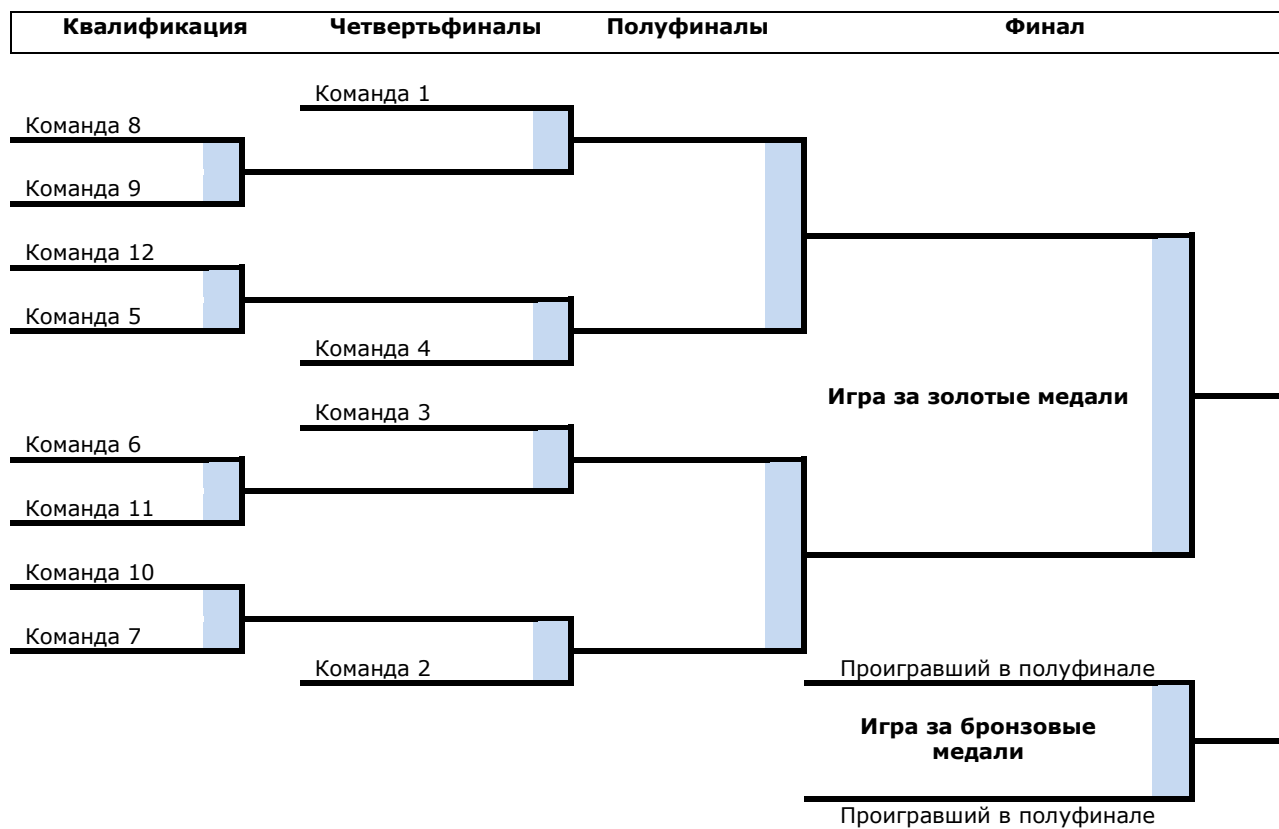 Квалификация Четвертьфиналы Полуфиналы Финал
Команда 1
Команда 8
Команда 9
Команда 12
Команда 5
Команда 4
Игра за золотые медали
Команда 3
Команда 6
Команда 11
Команда 10
Команда 7
Команда 2
Проигравший в полуфинале
Игра за бронзовые
медали
Проигравший в полуфинале